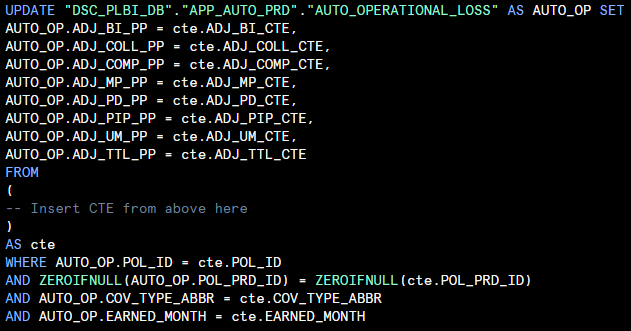 UPDATE "DSC_PLBI_DB"."APP_AUTO_PRD"."AUTO_OPERATIONAL_LOSS" AS AUTO_OP SET
AUTO_OP.ADJ_BI_PP = cte.ADJ_BI_CTE,
AUTO_OP.ADJ_COLL_PP = cte.ADJ_COLL_CTE,
AUTO_OP.ADJ_COMP_PP = cte.ADJ_COMP_CTE,
AUTO_OP.ADJ_MP_PP = cte.ADJ_MP_CTE,
AUTO_OP.ADJ_PD_PP = cte.ADJ_PD_CTE,
AUTO_OP.ADJ_PIP_PP = cte.ADJ_PIP_CTE,
AUTO_OP.ADJ_UM_PP = cte.ADJ_UM_CTE,
AUTO_OP.ADJ_TTL_PP = cte.ADJ_TTL_CTE
FROM
(
-- Insert CTE from above here
)
AS cte
WHERE AUTO_OP.POL_ID = cte.POL_ID
AND ZEROIFNULL(AUTO_OP.POL_PRD_ID) = ZEROIFNULL(cte.POL_PRD_ID)
AND AUTO_OP.COV_TYPE_ABBR = cte.COV_TYPE_ABBR
AND AUTO_OP.EARNED_MONTH = cte.EARNED_MONTH